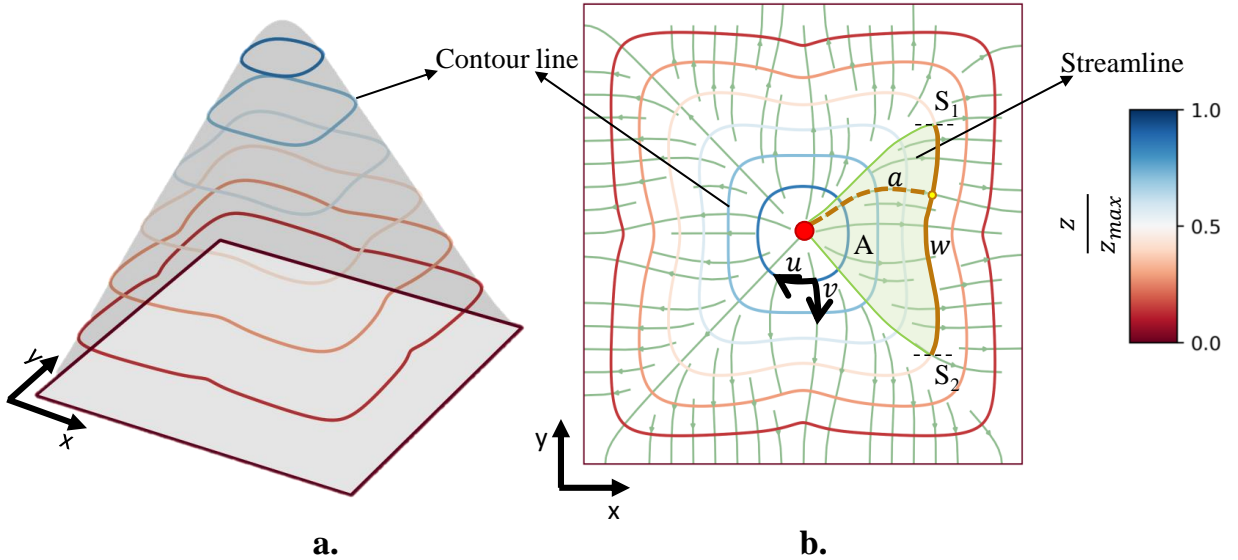 Contour line
Streamline
S1
a
w
A
u
v
S2
1.0
0.5
0.0
z
zmax
y
x
y
x
a.
b.